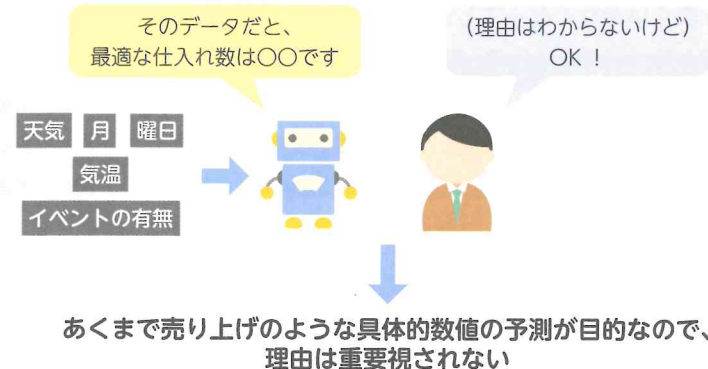 そのデータだと、
最適な仕入れ数は〇〇です
(理由はわからないけど)
OK！
天気 月 曜日
気温
イベントの有無
あくまで売り上げのような具体的数値の予測が目的なので、
理由は重要視されない